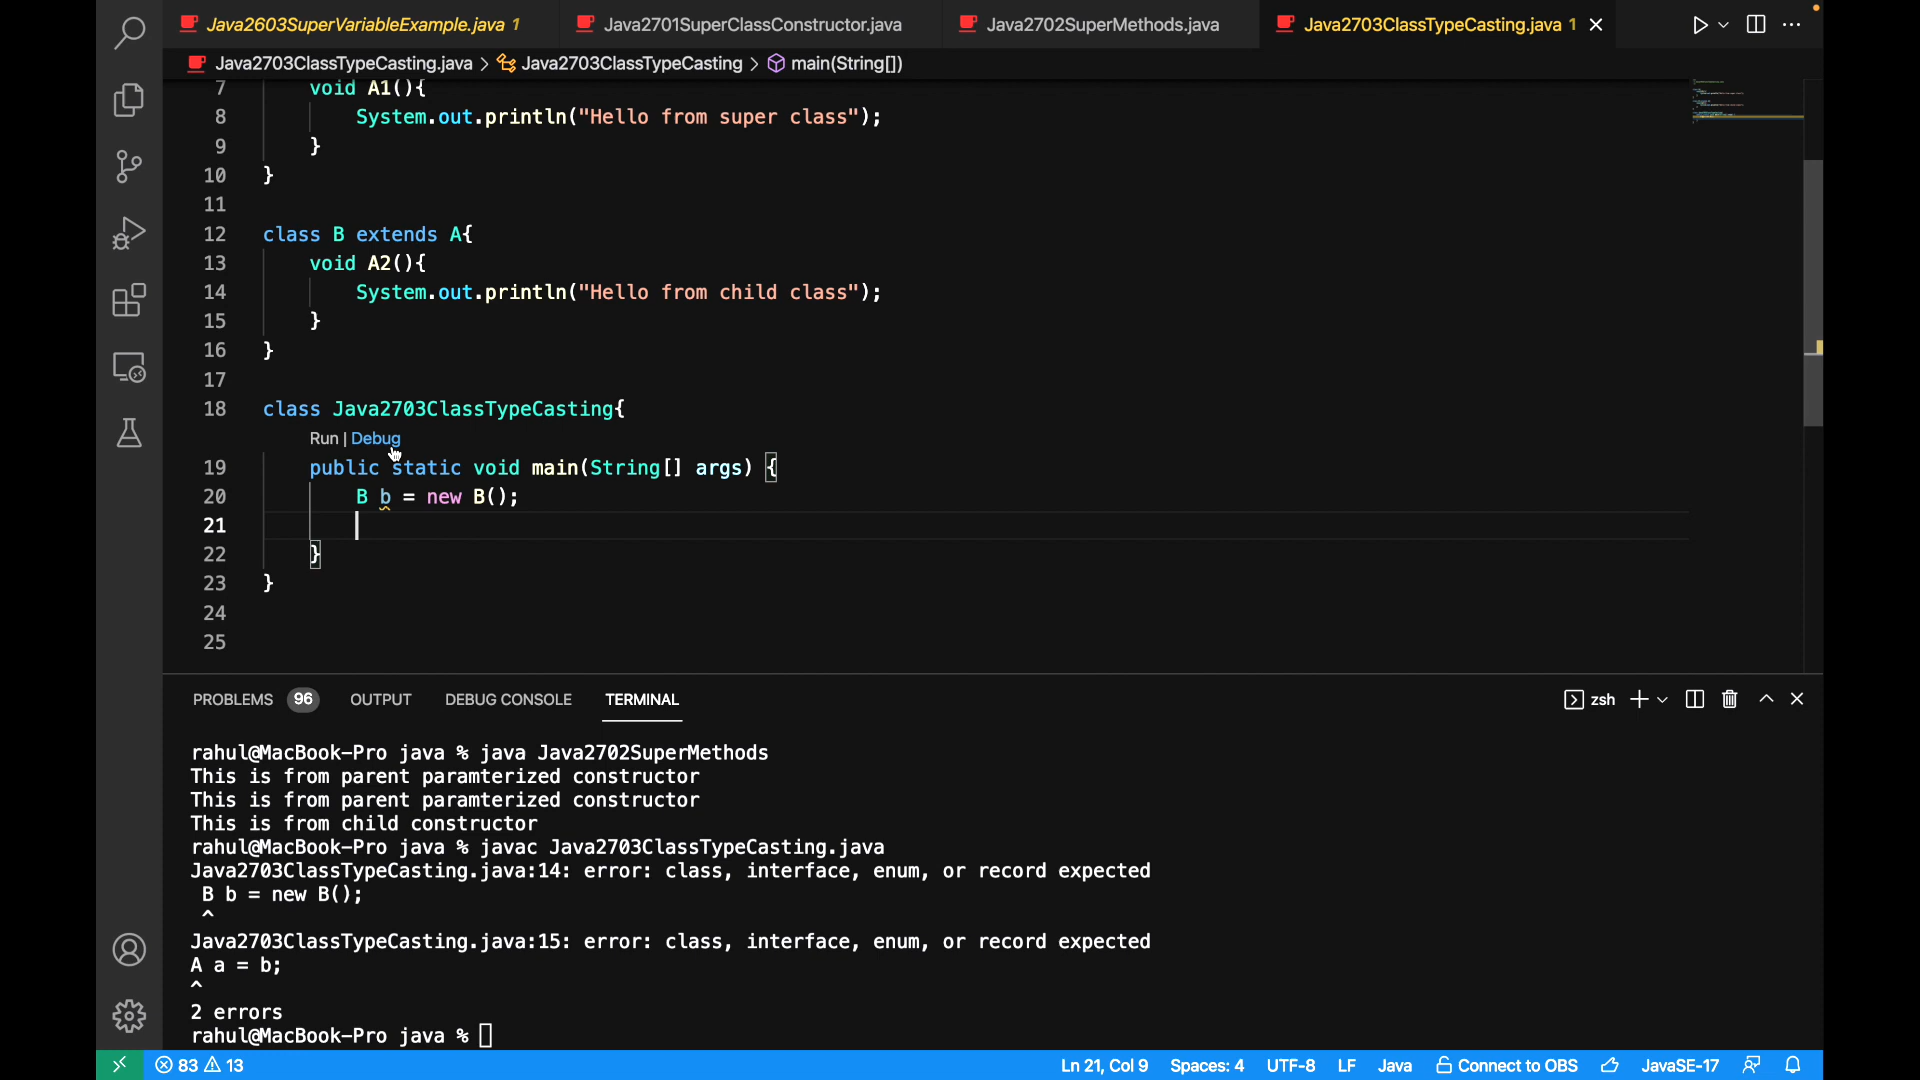 Java2603SuperVariableExample.java 1 Java2701SuperClassConstructor.java Java2702SuperMethods.java Java2703ClassTypeCasting.java 1
Java2703ClassTypeCasting.java > Java2703ClassTypeCasting > main(String[])
7 void A1(){
8 System.out.println("Hello from super class");
9 }
10 }
11
12 class B extends A{
13 void A2(){
14 System.out.println("Hello from child class");
15 }
16 }
17
18 class Java2703ClassTypeCasting{
Run | Debug
19 public static void main(String[] args) {
20 B b = new B();
21
22 }
23 }
24
25
PROBLEMS 96 OUTPUT DEBUG CONSOLE TERMINAL zsh
rahul@MacBook-Pro java % java Java2702SuperMethods
This is from parent paramterized constructor
This is from parent paramterized constructor
This is from child constructor
rahul@MacBook-Pro java % javac Java2703ClassTypeCasting.java
Java2703ClassTypeCasting.java:14: error: class, interface, enum, or record expected
B b = new B();
^
Java2703ClassTypeCasting.java:15: error: class, interface, enum, or record expected
A a = b;
^
2 errors
rahul@MacBook-Pro java %
83 13 Ln 21, Col 9 Spaces: 4 UTF-8 LF Java Connect to OBS JavaSE-17